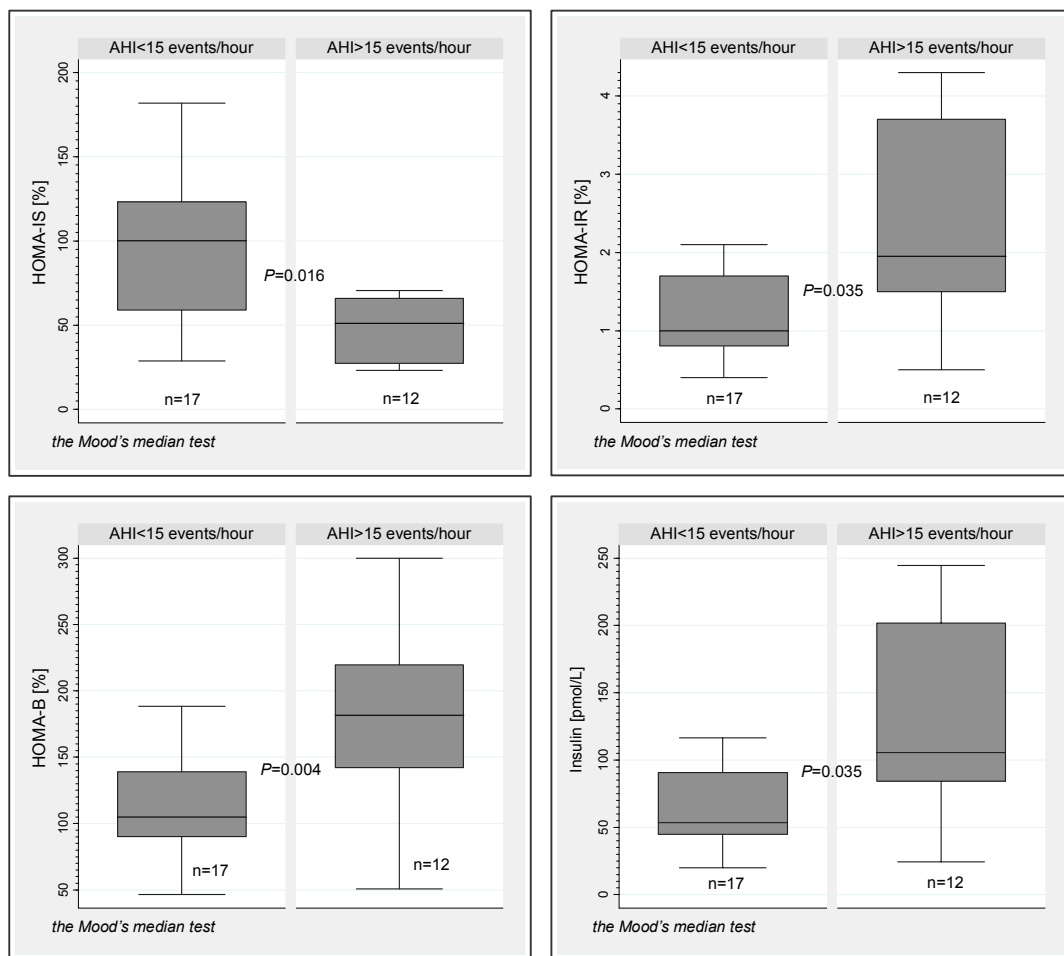 AHI<15 events/hour AHI>15 events/hour
HOMA-IS [%]
200
150
100
50
0
P=0.016
n=17 n=12
the Mood's median test
AHI<15 events/hour AHI>15 events/hour
HOMA-IR [%]
4
3
2
1
0
P=0.035
n=17 n=12
the Mood's median test
AHI<15 events/hour AHI>15 events/hour
HOMA-B [%]
300
250
200
150
100
50
P=0.004
n=17 n=12
the Mood's median test
AHI<15 events/hour AHI>15 events/hour
Insulin [pmol/L]
250
200
150
100
50
0
P=0.035
n=17 n=12
the Mood's median test